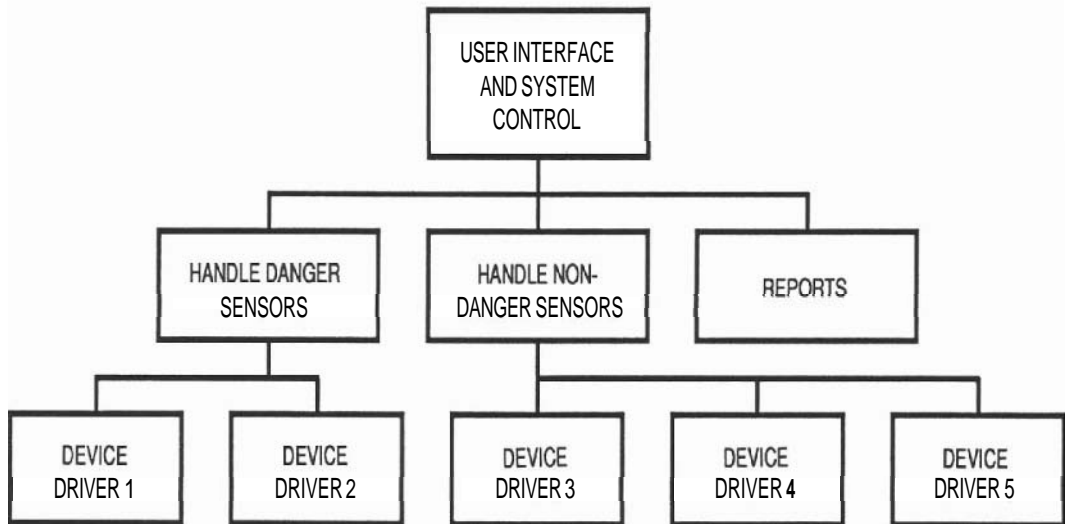 USER INTERFACE
AND SYSTEM
CONTROL
HANDLE DANGER
SENSORS
HANDLE NON-
DANGER SENSORS
REPORTS
DEVICE
DRIVER 1
DEVICE
DRIVER 2
DEVICE
DRIVER 3
DEVICE
DRIVER 4
DEVICE
DRIVER 5